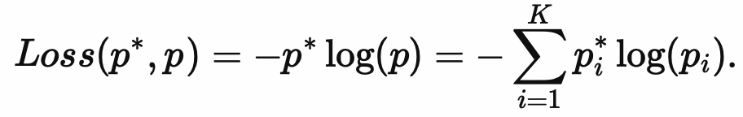 Loss(p*, p) = −p* log(p) = − ∑_{i=1}^{K} p_i^* log(p_i).